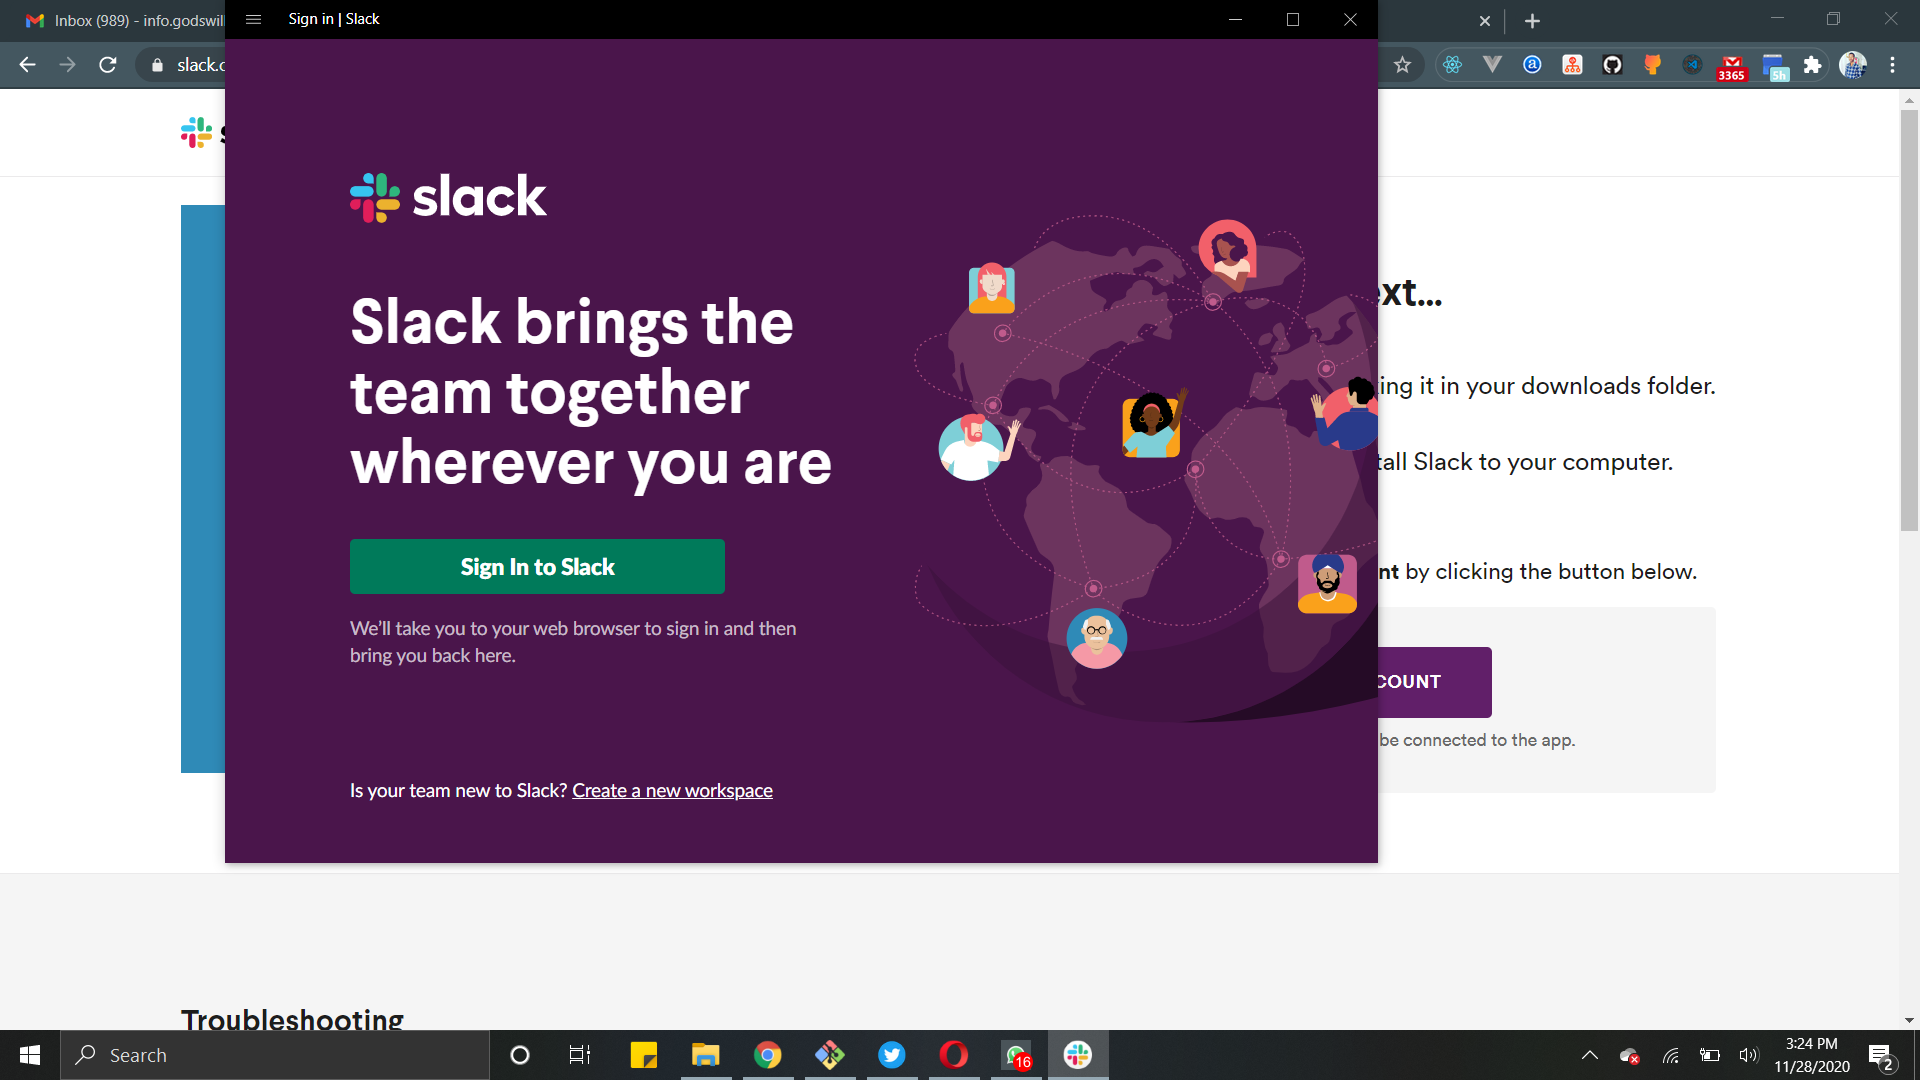 Inbox (989) - info.godswil
Sign in | Slack
slack.c
3365
5h
slack
Slack brings the
team together
wherever you are
Sign In to Slack
We'll take you to your web browser to sign in and then
bring you back here.
Is your team new to Slack? Create a new workspace
ext...
ing it in your downloads folder.
tall Slack to your computer.
nt by clicking the button below.
COUNT
be connected to the app.
Troubleshooting
Search
16
3:24 PM
11/28/2020
2